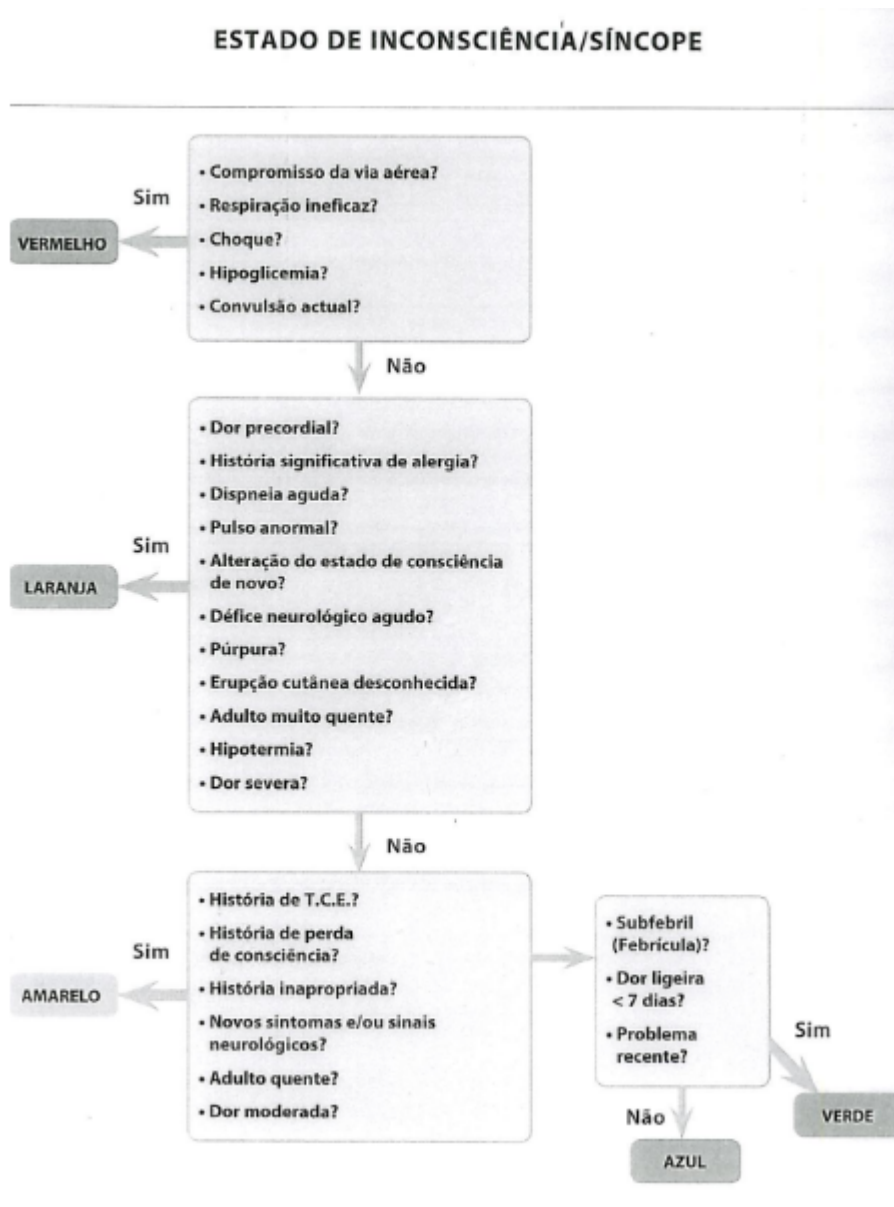 ESTADO DE INCONSCIÊNCIA/SÍNCOPE
• Compromisso da via aérea?
Sim
• Respiração ineficaz?
VERMELHO
• Choque?
• Hipoglicemia?
• Convulsão actual?
Não
• Dor precordial?
• História significativa de alergia?
• Dispneia aguda?
• Pulso anormal?
Sim
• Alteração do estado de consciência
de novo?
LARANJA
• Défice neurológico agudo?
• Púrpura?
• Erupção cutânea desconhecida?
• Adulto muito quente?
• Hipotermia?
• Dor severa?
Não
• História de T.C.E.?
• História de perda
de consciência?
Sim
• História inapropriada?
AMARELO
• Novos sintomas e/ou sinais
neurológicos?
• Adulto quente?
• Dor moderada?
• Subfebril
(Febrícula)?
• Dor ligeira
< 7 dias?
• Problema
recente?
Sim
VERDE
Não
AZUL